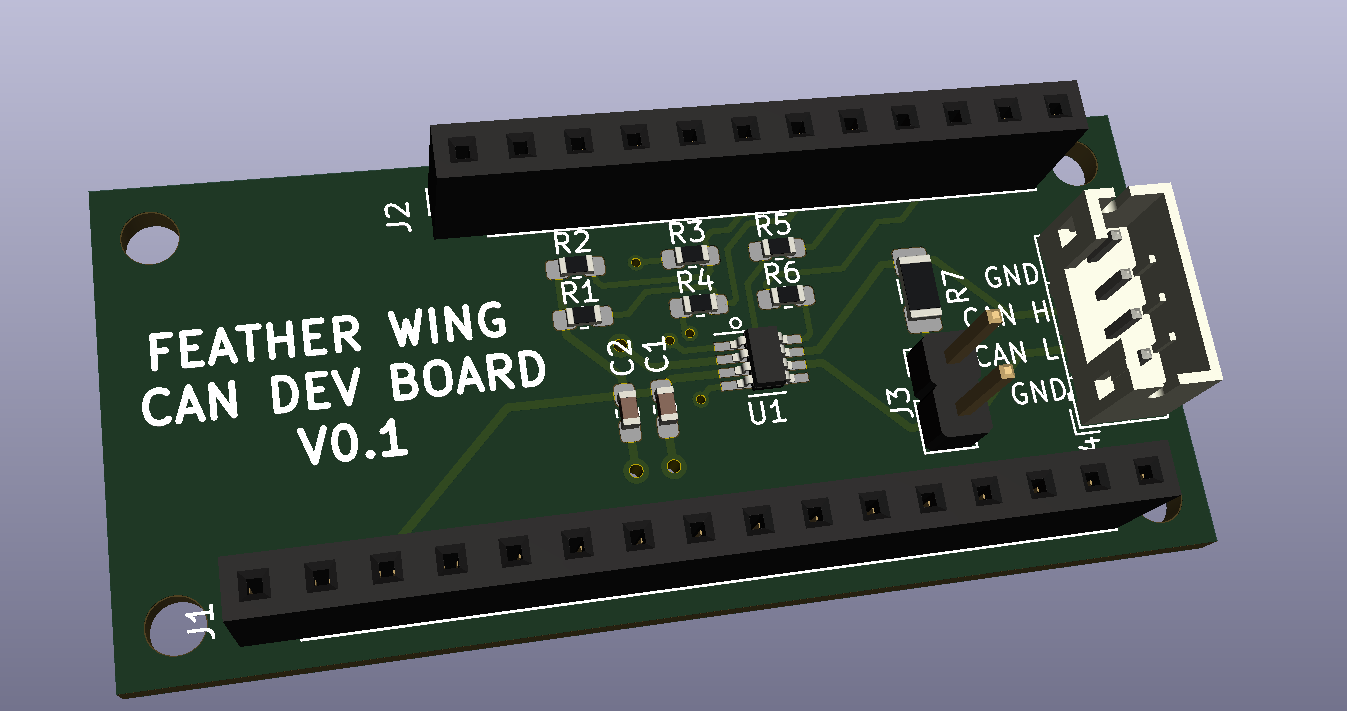 J2
R2
R3
R5
R1
R4
R6
R7
GND
CAN H
CAN L
GND
FEATHER WING
CAN DEV BOARD
V0.1
C2
C1
U1
J3
J1